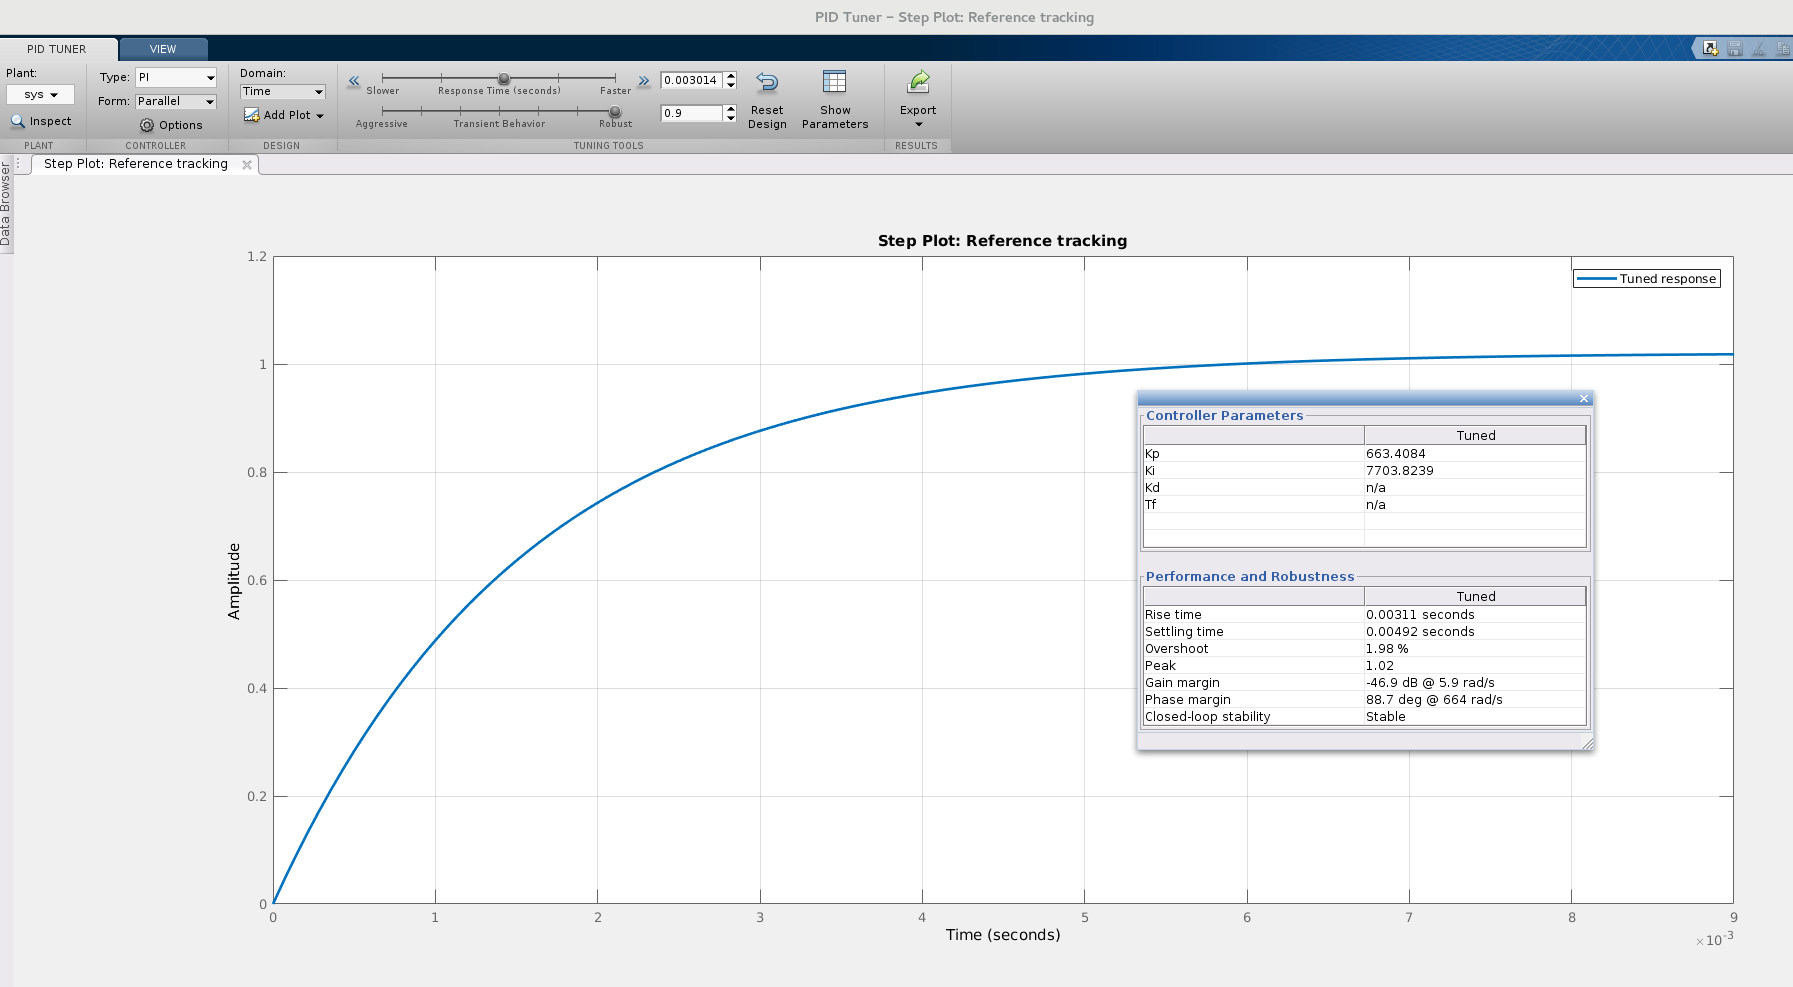 PID Tuner – Step Plot: Reference tracking
PID TUNER
VIEW
Plant:
sys
Inspect
PLANT
Type: PI
Form: Parallel
Options
CONTROLLER
Domain:
Time
Add Plot
DESIGN
Slower Response Time (seconds) Faster
0.003014
Aggressive Transient Behavior Robust
0.9
Reset
Design
Show
Parameters
TUNING TOOLS
Export
RESULTS
Data Browser
Step Plot: Reference tracking
Step Plot: Reference tracking
Tuned response
1.2
1
0.8
0.6
0.4
0.2
0
Amplitude
0 1 2 3 4 5 6 7 8 9
Time (seconds)
×10-3
Controller Parameters
Tuned
Kp 663.4084
Ki 7703.8239
Kd n/a
Tf n/a
Performance and Robustness
Tuned
Rise time 0.00311 seconds
Settling time 0.00492 seconds
Overshoot 1.98 %
Peak 1.02
Gain margin -46.9 dB @ 5.9 rad/s
Phase margin 88.7 deg @ 664 rad/s
Closed-loop stability Stable